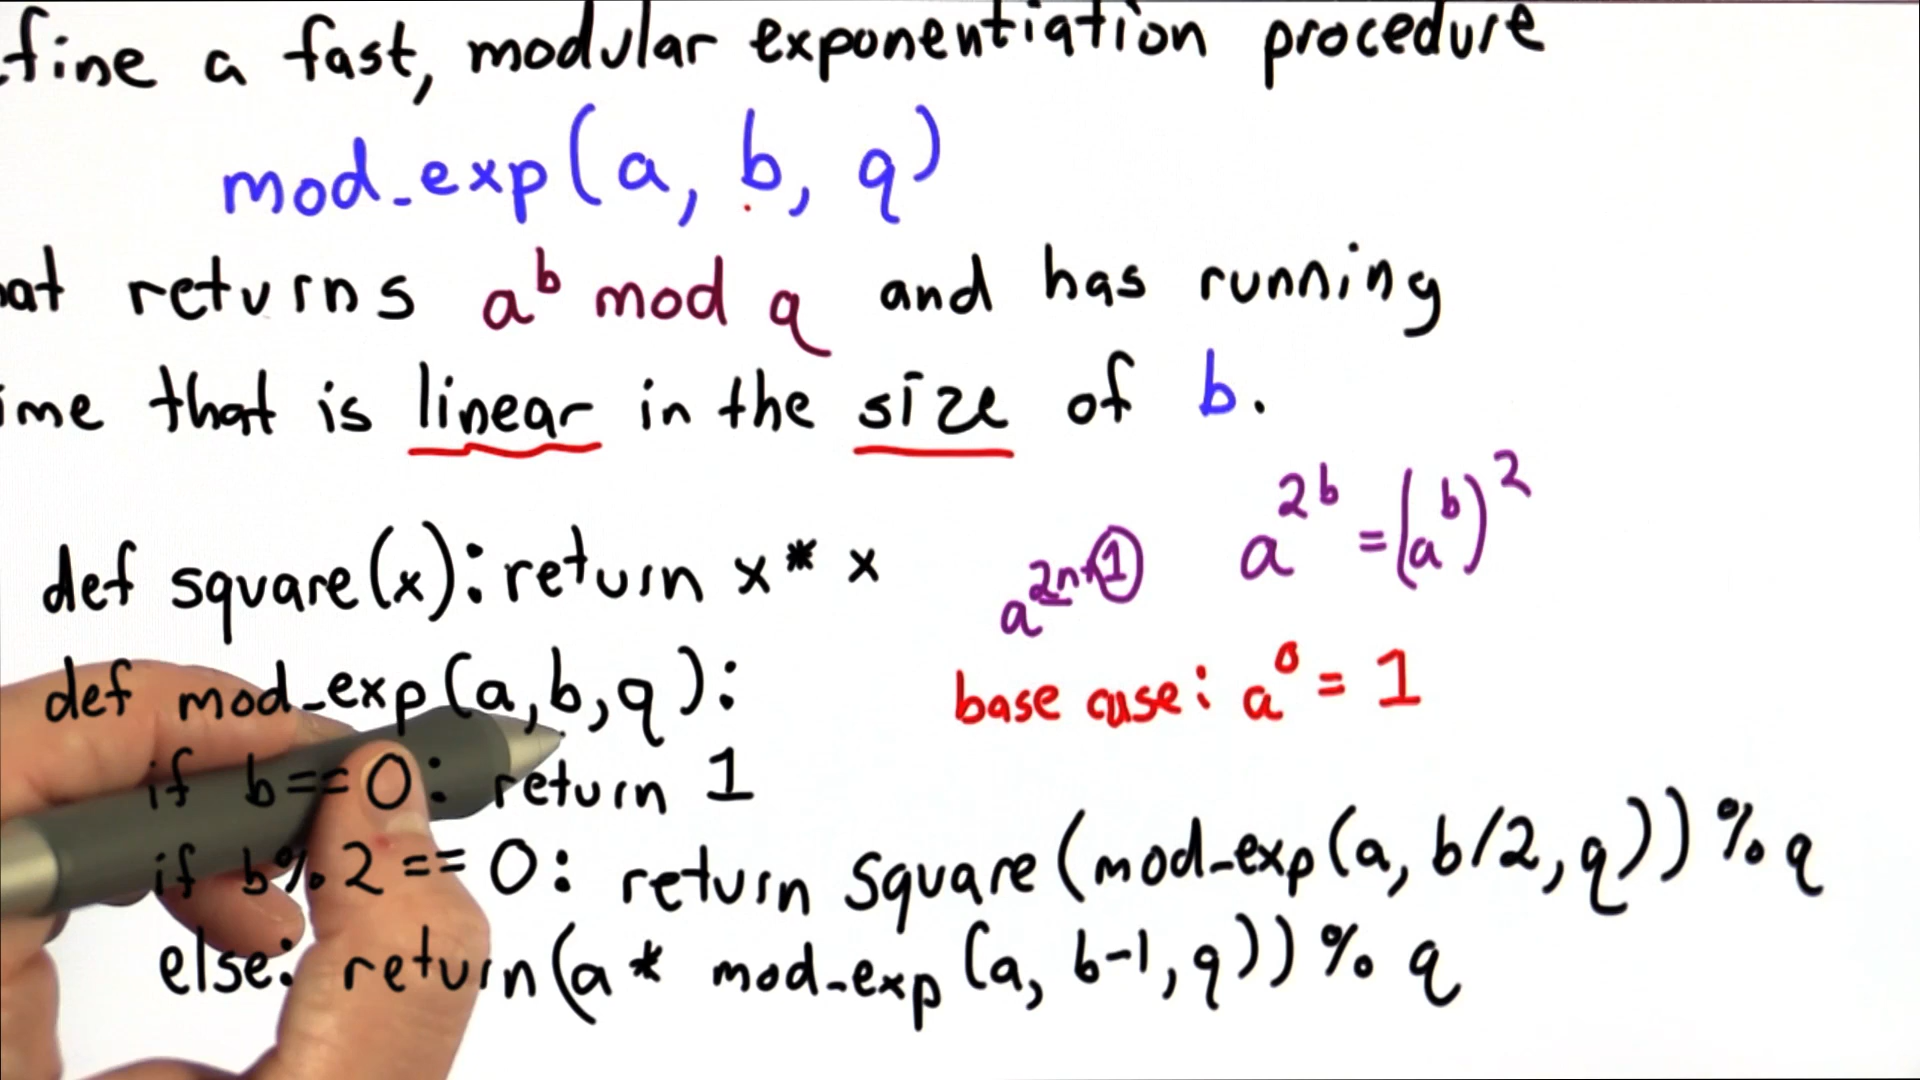 fine a fast, modular exponentiation procedure
mod_exp(a, b, q)
at returns a^b mod q and has running
ime that is linear in the size of b.
a^2b = (a^b)^2
def square(x): return x * x
a^2n+1
def mod_exp(a,b,q):
base case: a^0 = 1
if b==0: return 1
if b%2 == 0: return square(mod_exp(a, b/2, q)) % q
else: return(a * mod_exp(a, b-1, q)) % q